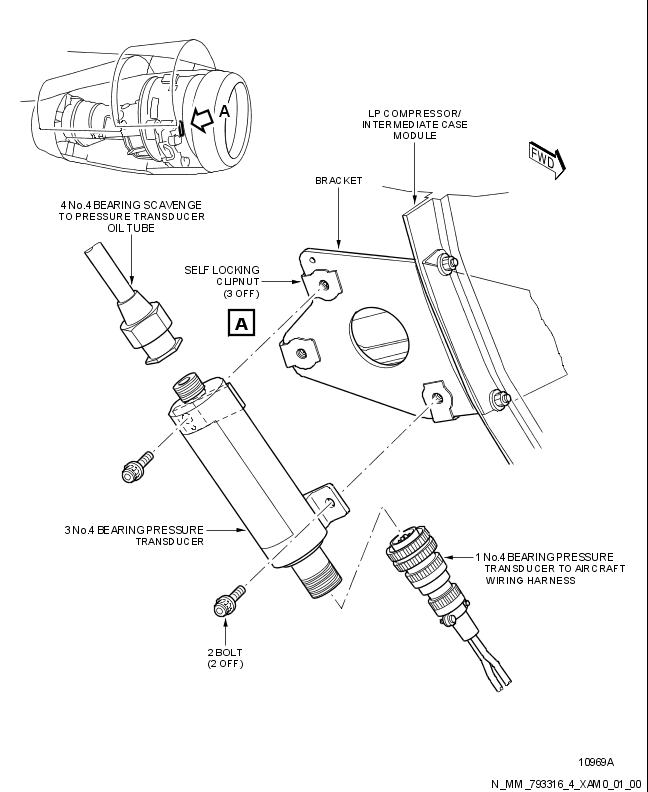 A
LP COMPRESSOR/
INTERMEDIATE CASE
MODULE
FWD
BRACKET
4 No.4 BEARING SCAVENGE
TO PRESSURE TRANSDUCER
OIL TUBE
SELF LOCKING
CLIPNUT
(3 OFF)
A
3 No.4 BEARING PRESSURE
TRANSDUCER
1 No.4 BEARING PRESSURE
TRANSDUCER TO AIRCRAFT
WIRING HARNESS
2 BOLT
(2 OFF)
10969A
N_MM_793316_4_XAM0_01_00